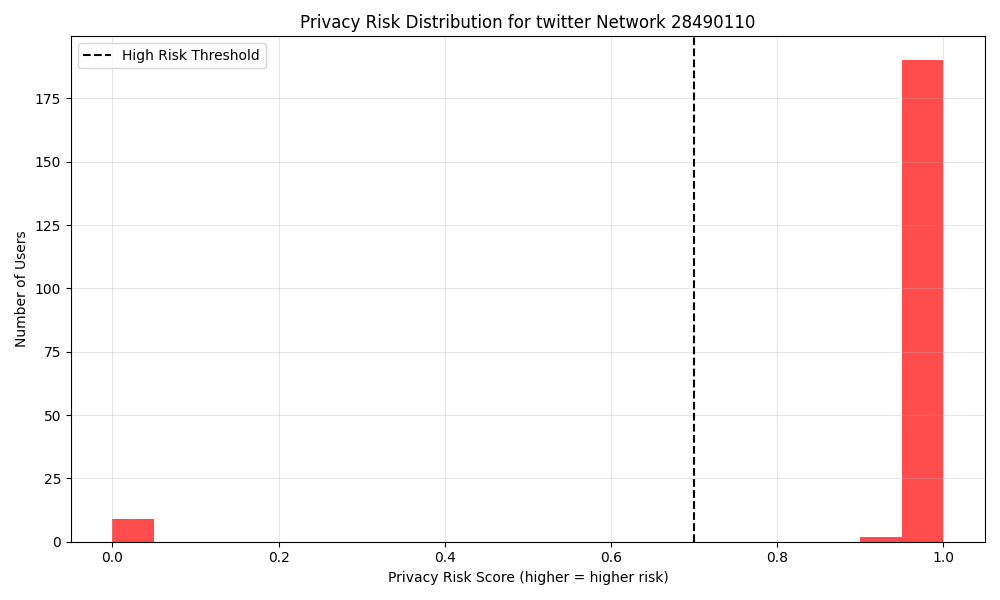 Privacy Risk Distribution for twitter Network 28490110
High Risk Threshold
Number of Users
175
150
125
100
75
50
25
0
0.0 0.2 0.4 0.6 0.8 1.0
Privacy Risk Score (higher = higher risk)